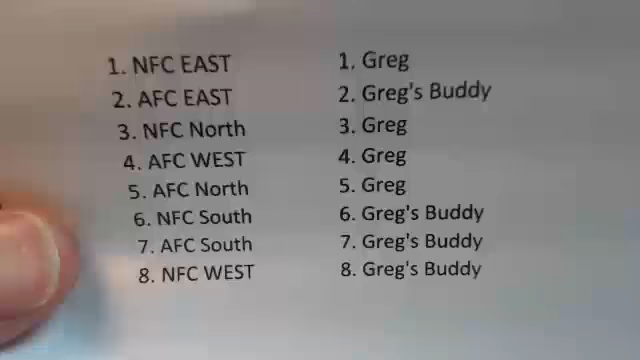 1. NFC EAST
2. AFC EAST
3. NFC North
4. AFC WEST
5. AFC North
6. NFC South
7. AFC South
8. NFC WEST
1. Greg
2. Greg's Buddy
3. Greg
4. Greg
5. Greg
6. Greg's Buddy
7. Greg's Buddy
8. Greg's Buddy